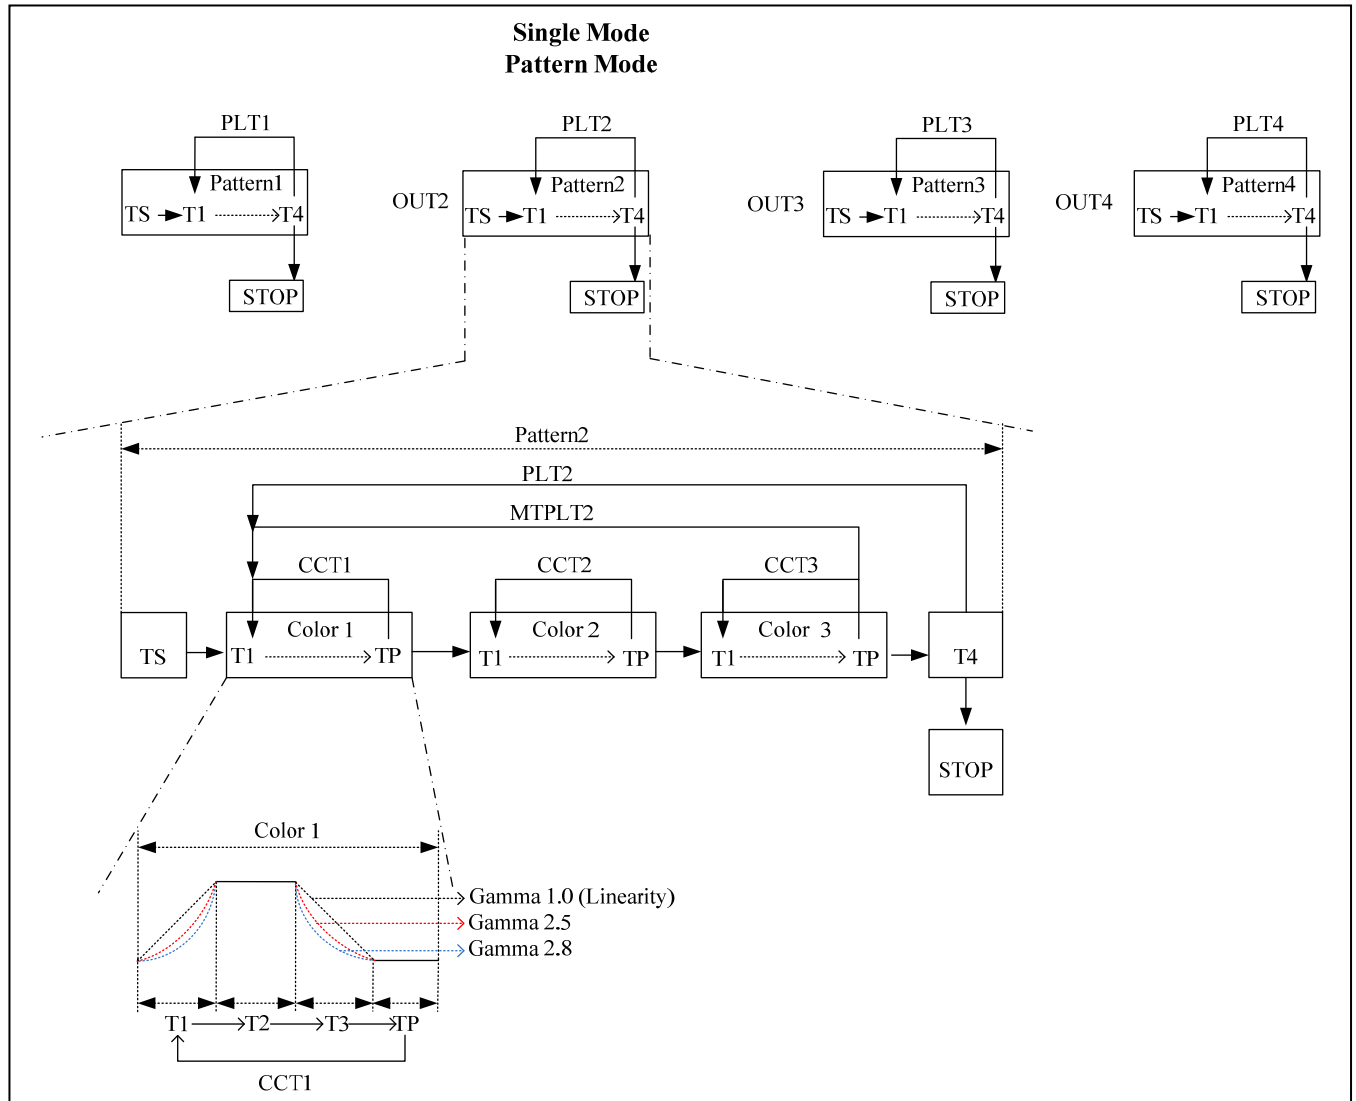 Single Mode
Pattern Mode
PLT1
PLT2
PLT3
PLT4
Pattern1
TS T1 T4
STOP
OUT2
Pattern2
TS T1 T4
STOP
OUT3
Pattern3
TS T1 T4
STOP
OUT4
Pattern4
TS T1 T4
STOP
Pattern2
PLT2
MTPLT2
CCT1
CCT2
CCT3
TS
Color 1
T1 TP
Color 2
T1 TP
Color 3
T1 TP
T4
STOP
Color 1
Gamma 1.0 (Linearity)
Gamma 2.5
Gamma 2.8
T1 T2 T3 TP
CCT1